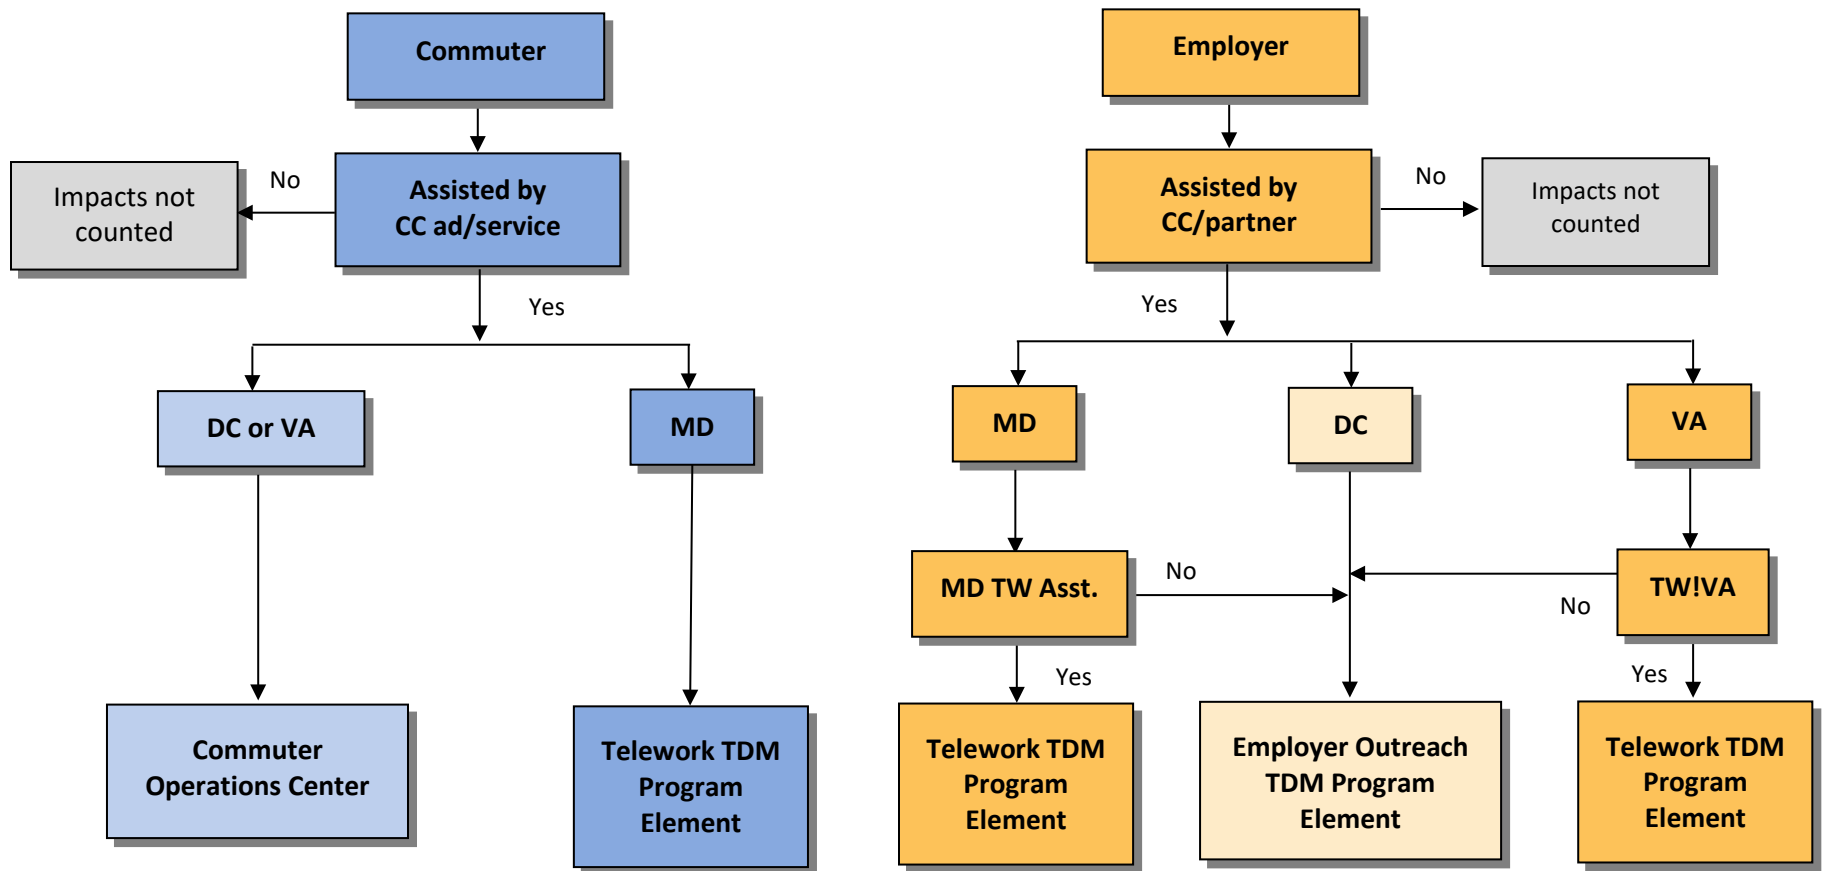 Commuter
Employer
Impacts not
counted
No
Assisted by
CC ad/service
Assisted by
CC/partner
No
Impacts not
counted
Yes
Yes
DC or VA
MD
MD
DC
VA
MD TW Asst.
No
No
TW!VA
Yes
Yes
Commuter
Operations Center
Telework TDM
Program
Element
Telework TDM
Program
Element
Employer Outreach
TDM Program
Element
Telework TDM
Program
Element